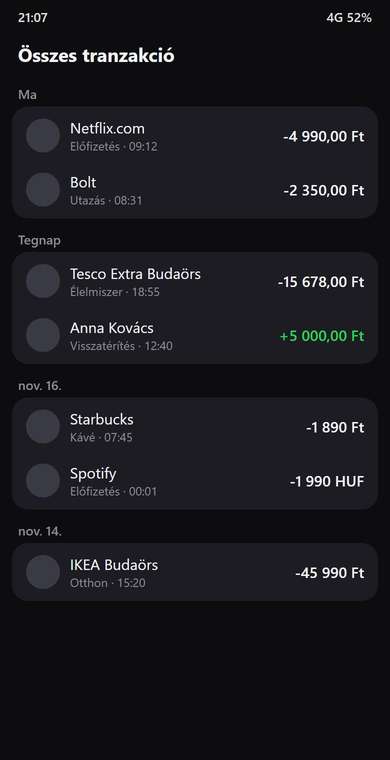 21:07 4G 52%
Összes tranzakció
Ma
Netflix.com -4 990,00 Ft
Előfizetés · 09:12
Bolt -2 350,00 Ft
Utazás · 08:31
Tegnap
Tesco Extra Budaörs -15 678,00 Ft
Élelmiszer · 18:55
Anna Kovács +5 000,00 Ft
Visszatérítés · 12:40
nov. 16.
Starbucks -1 890 Ft
Kávé · 07:45
Spotify -1 990 HUF
Előfizetés · 00:01
nov. 14.
IKEA Budaörs -45 990 Ft
Otthon · 15:20